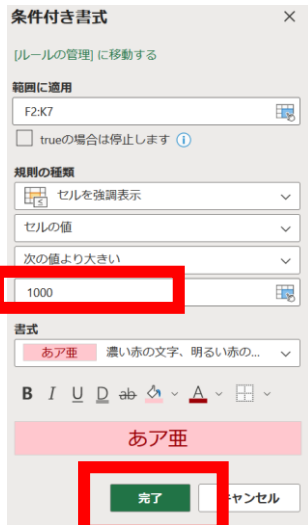 条件付き書式
[ルールの管理] に移動する
範囲に適用
F2:K7
trueの場合は停止します
規則の種類
セルを強調表示
セルの値
次の値より大きい
1000
書式
あア亜 濃い赤の文字、明るい赤の...
B I U D ab A
あア亜
完了 キャンセル